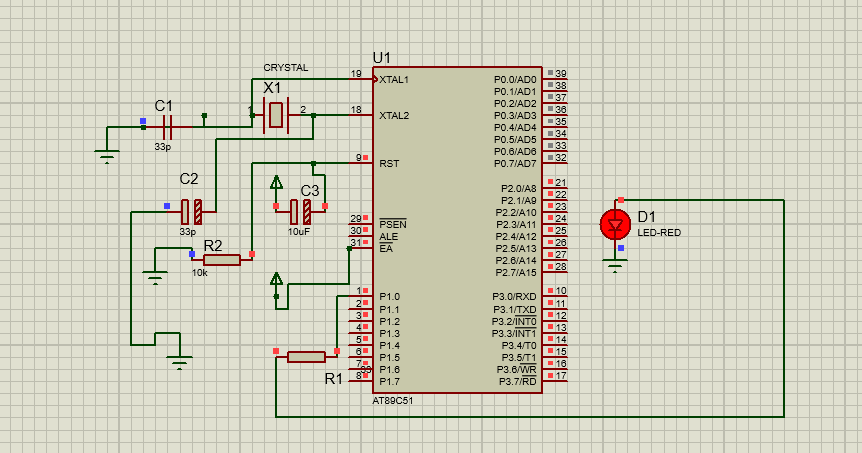 U1
CRYSTAL
X1
1
2
C1
33p
C2
33p
C3
10uF
R2
10k
R1
19 XTAL1
18 XTAL2
9 RST
29 PSEN
30 ALE
31 EA
1 P1.0
2 P1.1
3 P1.2
4 P1.3
5 P1.4
6 P1.5
7 P1.6
8 P1.7
P0.0/AD0 39
P0.1/AD1 38
P0.2/AD2 37
P0.3/AD3 36
P0.4/AD4 35
P0.5/AD5 34
P0.6/AD6 33
P0.7/AD7 32
P2.0/A8 21
P2.1/A9 22
P2.2/A10 23
P2.3/A11 24
P2.4/A12 25
P2.5/A13 26
P2.6/A14 27
P2.7/A15 28
P3.0/RXD 10
P3.1/TXD 11
P3.2/INT0 12
P3.3/INT1 13
P3.4/T0 14
P3.5/T1 15
P3.6/WR 16
P3.7/RD 17
AT89C51
D1
LED-RED